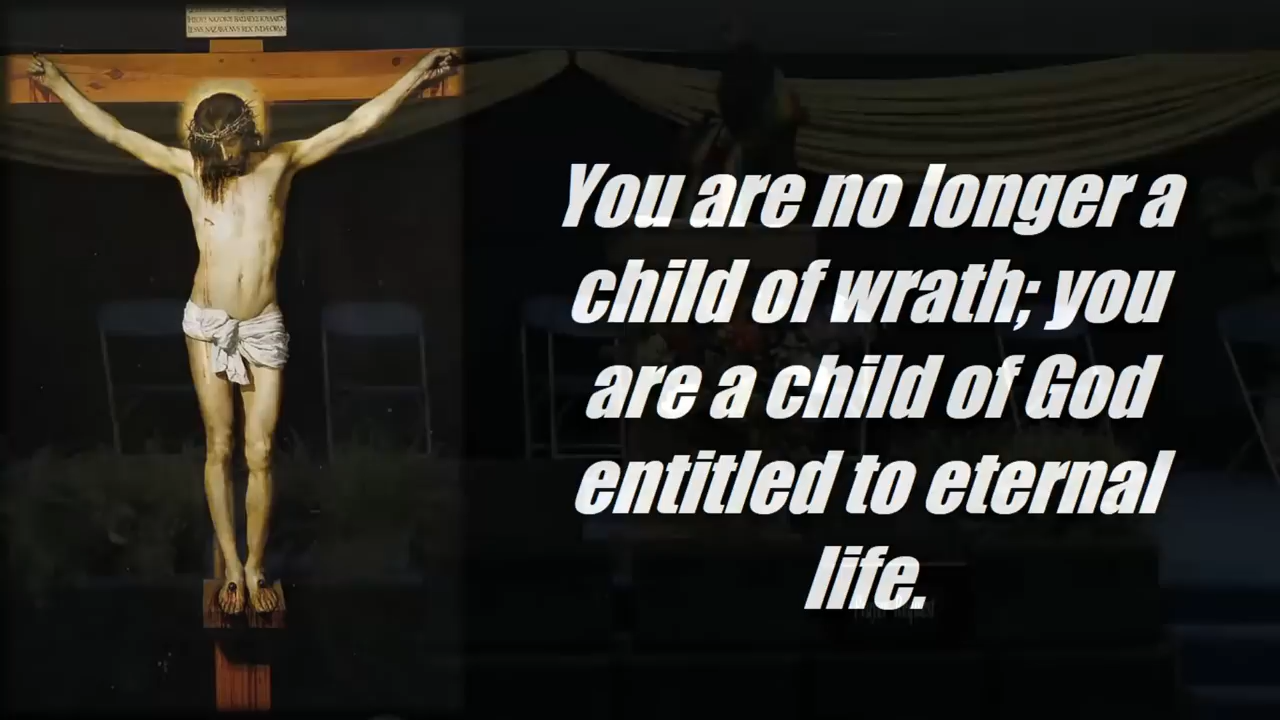 You are no longer a
child of wrath; you
are a child of God
entitled to eternal
life.